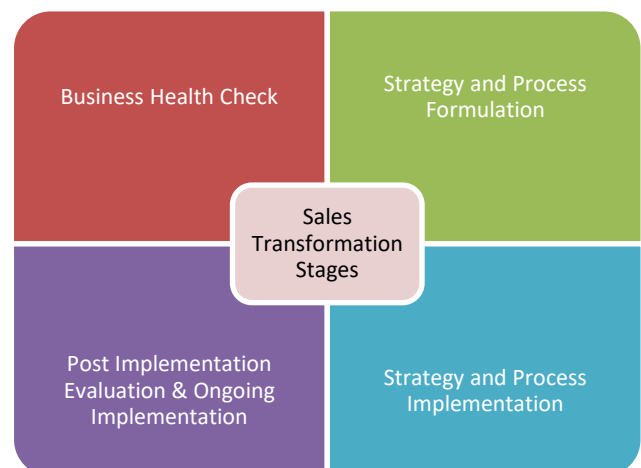 Business Health Check
Strategy and Process
Formulation
Sales
Transformation
Stages
Post Implementation
Evaluation & Ongoing
Implementation
Strategy and Process
Implementation